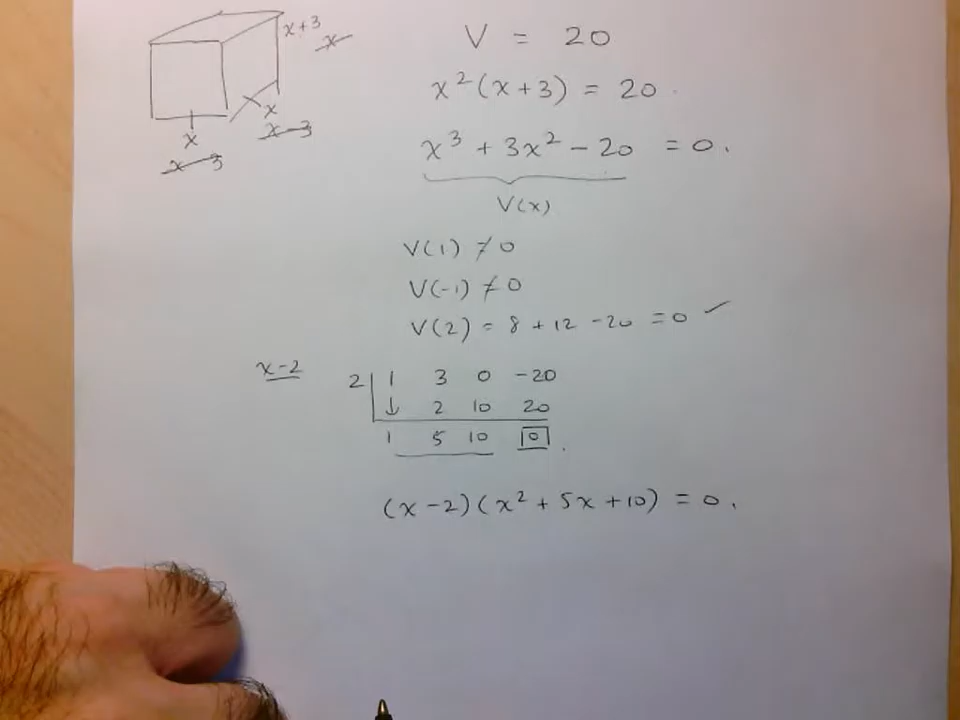 x+3
x
x
x-3
x
x-3
V = 20
x²(x+3) = 20
x³ + 3x² - 20 = 0.
V(x)
V(1) ≠ 0
V(-1) ≠ 0
V(2) = 8 + 12 - 20 = 0 ✓
x-2
2 | 1 3 0 -20
↓ 2 10 20
1 5 10 0
(x-2)(x² + 5x + 10) = 0.